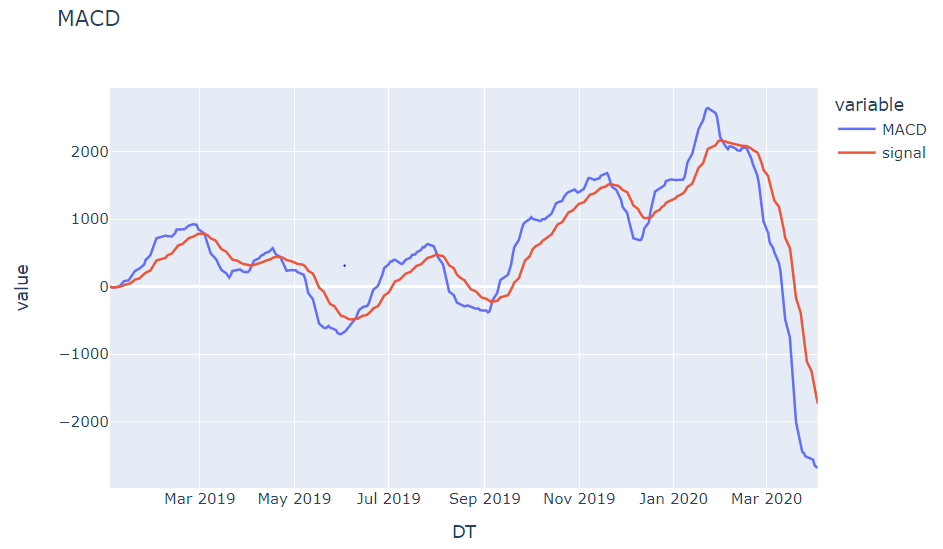 MACD
variable
MACD
signal
2000
1000
0
−1000
−2000
value
Mar 2019 May 2019 Jul 2019 Sep 2019 Nov 2019 Jan 2020 Mar 2020
DT